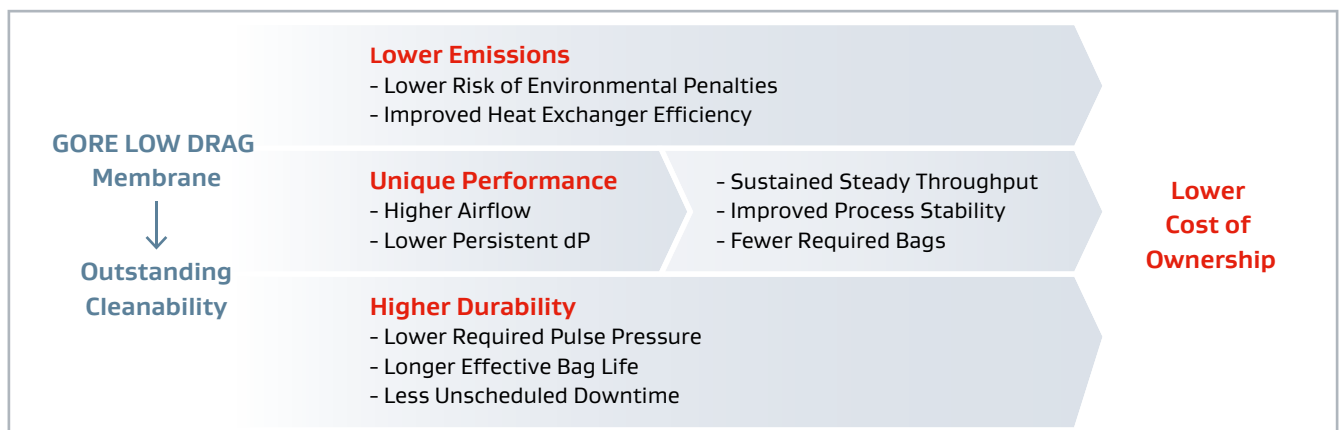 GORE LOW DRAG
Membrane
Outstanding
Cleanability
Lower Emissions
- Lower Risk of Environmental Penalties
- Improved Heat Exchanger Efficiency
Unique Performance
- Higher Airflow
- Lower Persistent dP
- Sustained Steady Throughput
- Improved Process Stability
- Fewer Required Bags
Higher Durability
- Lower Required Pulse Pressure
- Longer Effective Bag Life
- Less Unscheduled Downtime
Lower
Cost of
Ownership